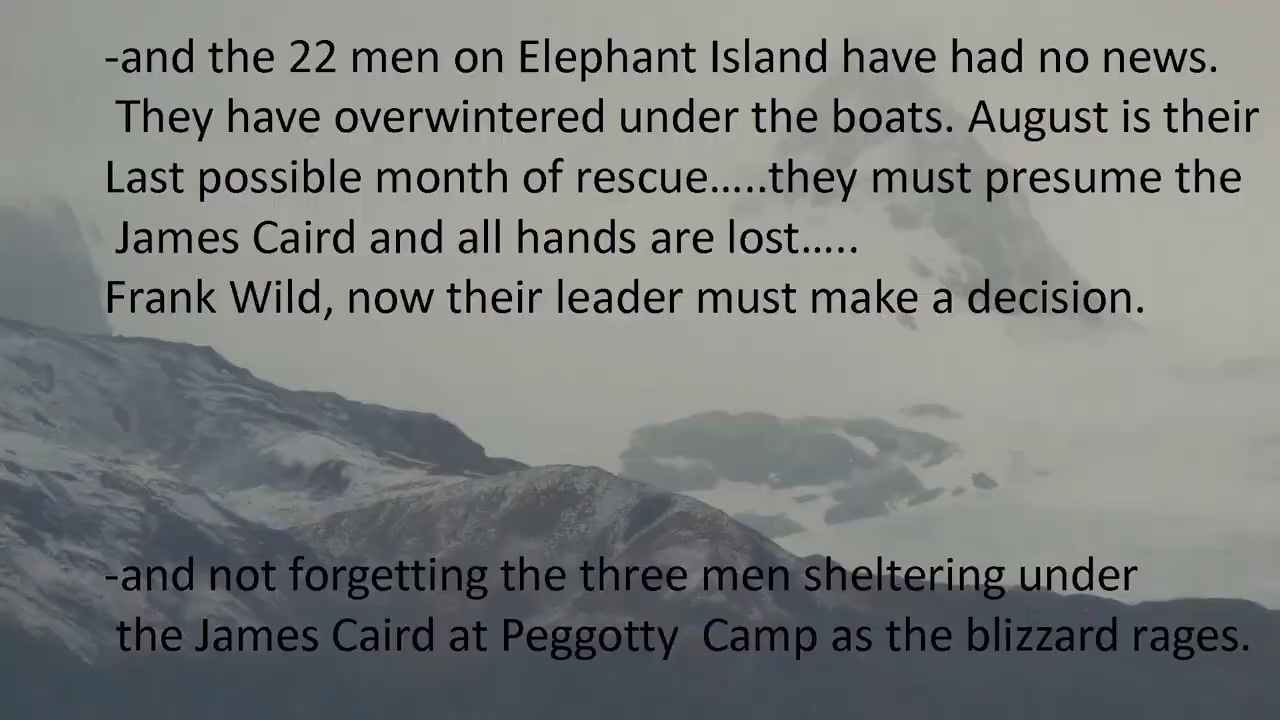 -and the 22 men on Elephant Island have had no news.
They have overwintered under the boats. August is their
Last possible month of rescue…..they must presume the
James Caird and all hands are lost…..
Frank Wild, now their leader must make a decision.
-and not forgetting the three men sheltering under
the James Caird at Peggotty  Camp as the blizzard rages.